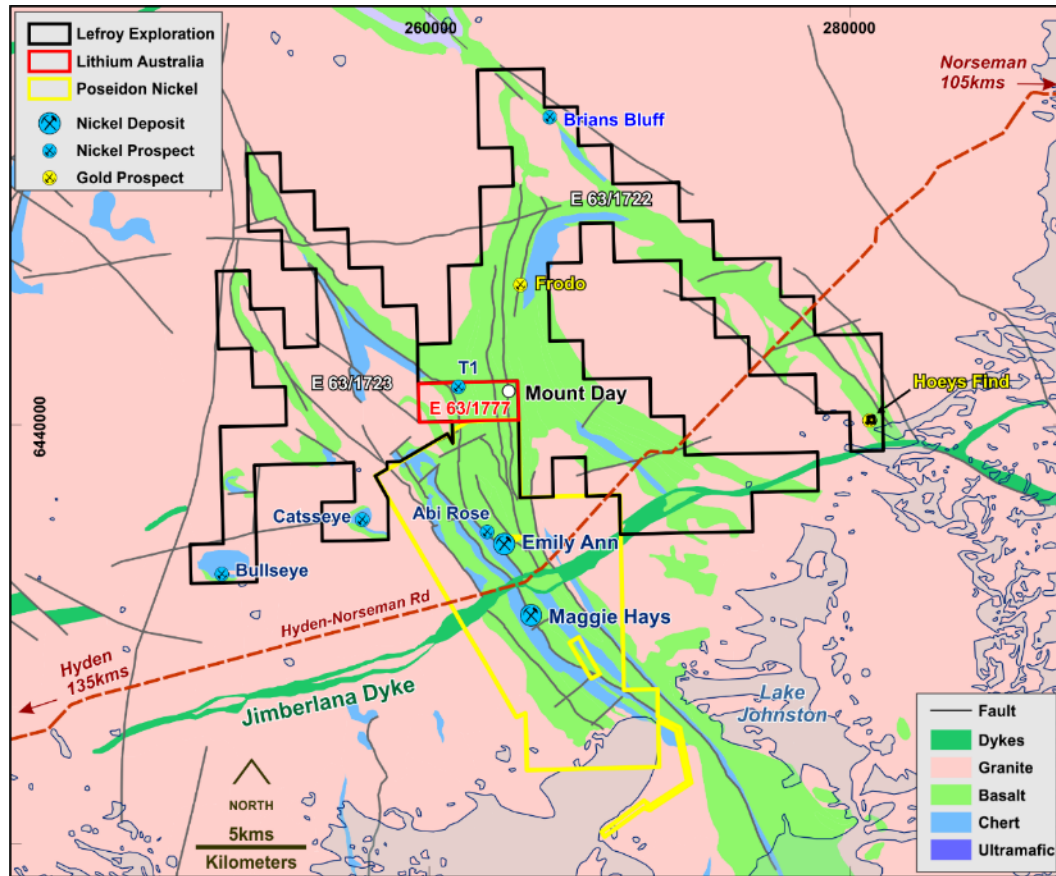 Lefroy Exploration
Lithium Australia
Poseidon Nickel
Nickel Deposit
Nickel Prospect
Gold Prospect
260000
280000
Norseman
105kms
Brians Bluff
E 63/1722
Frodo
T1
E 63/1723
Mount Day
E 63/1777
Hoeys Find
6440000
Catsseye
Abi Rose
Emily Ann
Bullseye
Maggie Hays
Hyden-Norseman Rd
Hyden
135kms
Jimberlana Dyke
Lake
Johnston
NORTH
5kms
Kilometers
Fault
Dykes
Granite
Basalt
Chert
Ultramafic